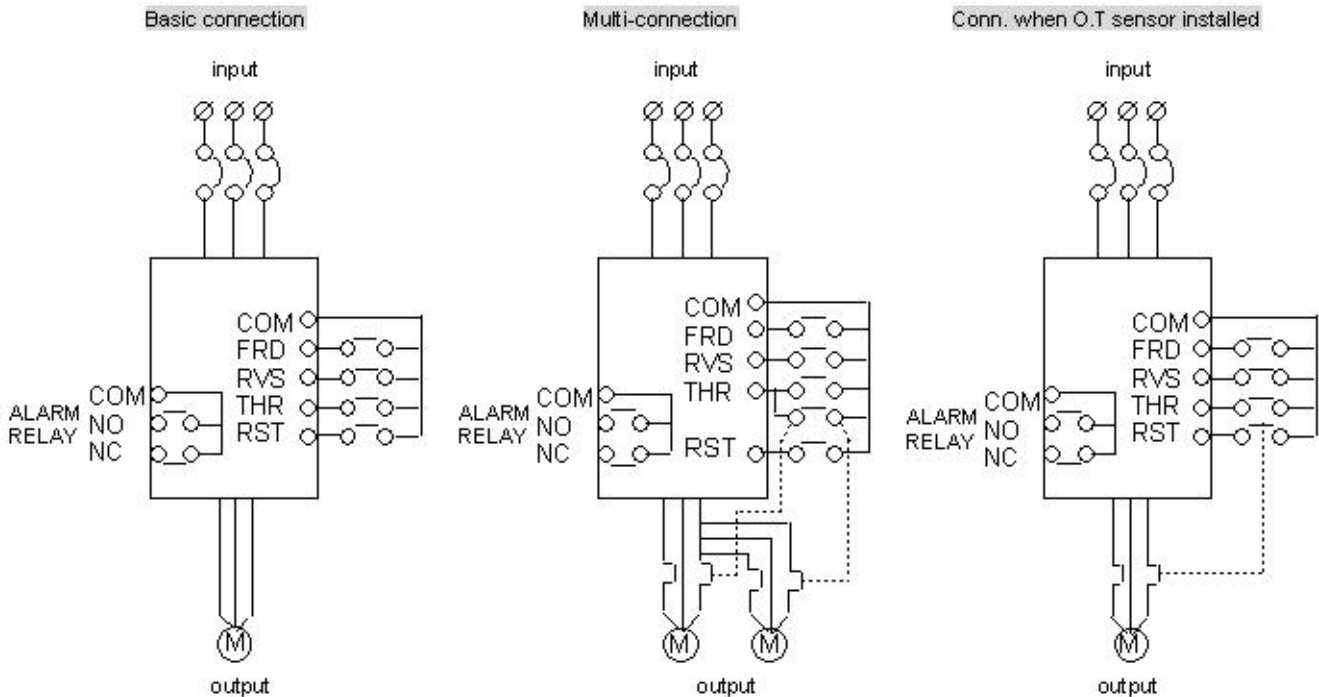 Basic connection
input
COM
FRD
RVS
THR
RST
ALARM
RELAY
COM
NO
NC
M
output
Multi-connection
input
COM
FRD
RVS
THR
RST
ALARM
RELAY
COM
NO
NC
M
M
output
Conn. when O.T sensor installed
input
COM
FRD
RVS
THR
RST
ALARM
RELAY
COM
NO
NC
M
output